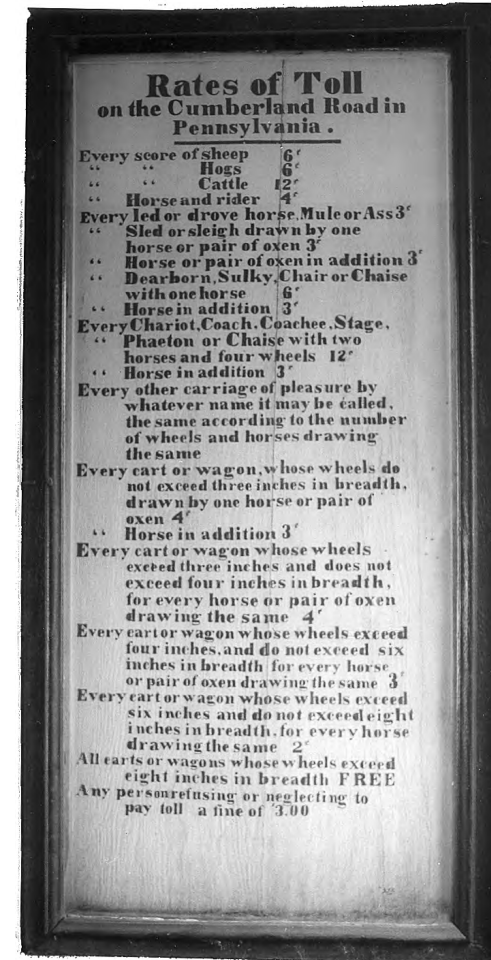 Rates of Toll
on the Cumberland Road in
Pennsylvania.
Every score of sheep 6¢
“ “ Hogs 6¢
“ “ Cattle 12¢
“ Horse and rider 4¢
Every led or drove horse, Mule or Ass 3¢
“ Sled or sleigh drawn by one
horse or pair of oxen 3¢
“ Horse or pair of oxen in addition 3¢
“ Dearborn, Sulky, Chair or Chaise
with one horse 6¢
“ Horse in addition 3¢
Every Chariot, Coach, Coachee, Stage,
“ Phaeton or Chaise with two
horses and four wheels 12¢
“ Horse in addition 3¢
Every other carriage of pleasure by
whatever name it may be called,
the same according to the number
of wheels and horses drawing
the same
Every cart or wagon, whose wheels do
not exceed three inches in breadth,
drawn by one horse or pair of
oxen 4¢
“ Horse in addition 3¢
Every cart or wagon whose wheels
exceed three inches and does not
exceed four inches in breadth,
for every horse or pair of oxen
drawing the same 4¢
Every cart or wagon whose wheels exceed
four inches, and do not exceed six
inches in breadth for every horse
or pair of oxen drawing the same 3¢
Every cart or wagon whose wheels exceed
six inches and do not exceed eight
inches in breadth, for every horse
drawing the same 2¢
All carts or wagons whose wheels exceed
eight inches in breadth FREE
Any person refusing or neglecting to
pay toll a fine of $3.00